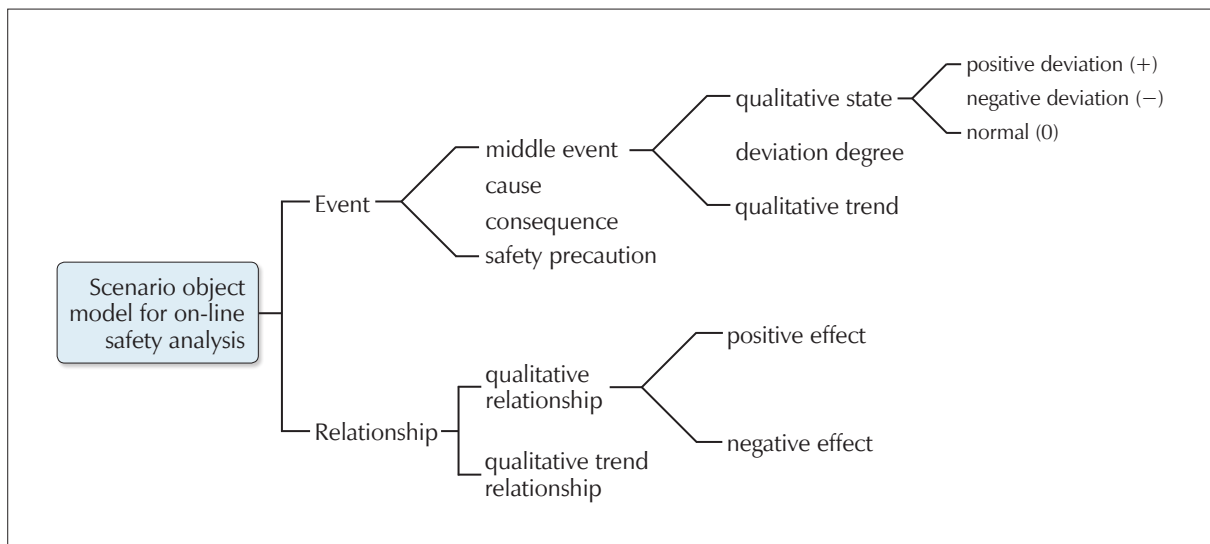 Scenario object
model for on-line
safety analysis
Event
middle event
cause
consequence
safety precaution
qualitative state
deviation degree
qualitative trend
positive deviation (+)
negative deviation (−)
normal (0)
Relationship
qualitative
relationship
qualitative trend
relationship
positive effect
negative effect